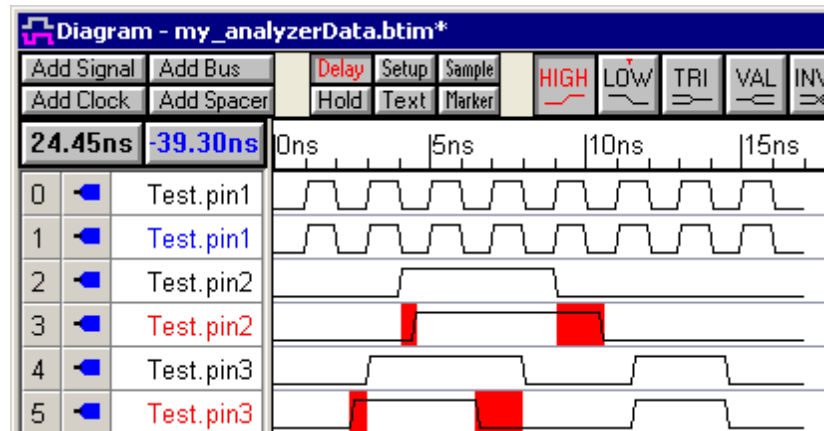 Diagram - my_analyzerData.btim*
Add Signal Add Bus Delay Setup Sample HIGH LOW TRI VAL INV
Add Clock Add Spacer Hold Text Marker
24.45ns -39.30ns 0ns 5ns 10ns 15ns
0 Test.pin1
1 Test.pin1
2 Test.pin2
3 Test.pin2
4 Test.pin3
5 Test.pin3